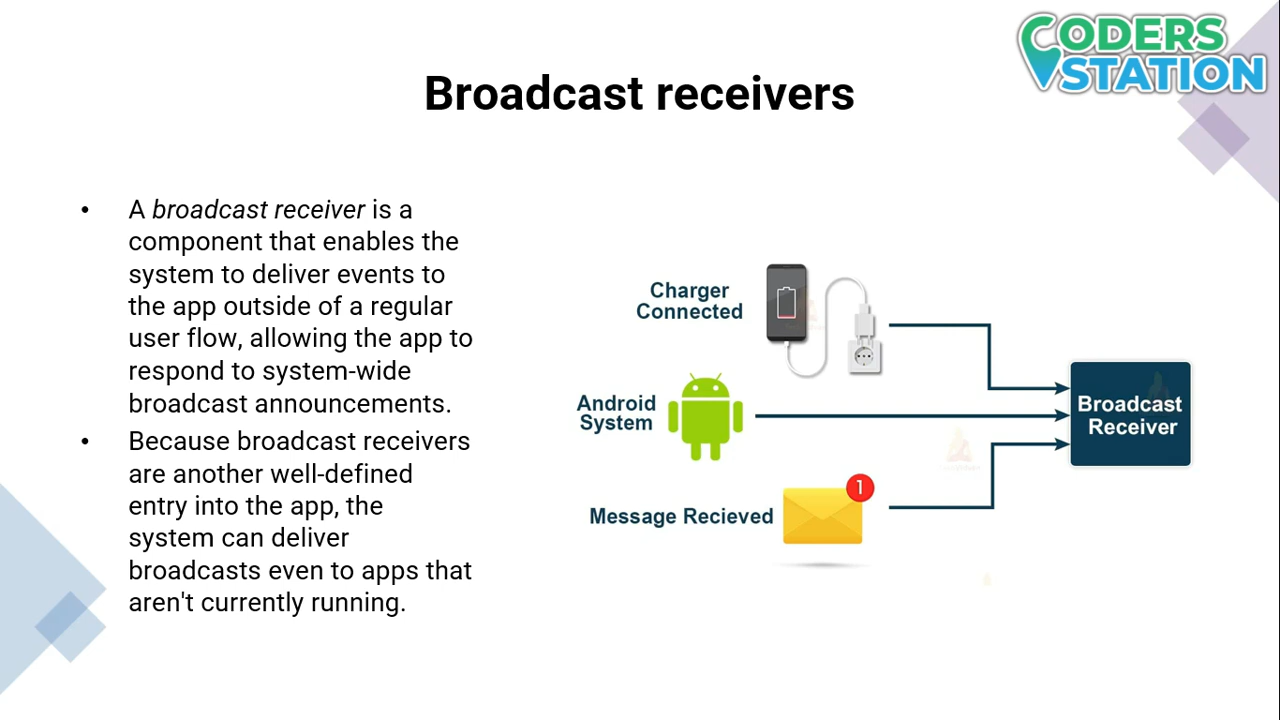 CODERS
STATION
Broadcast receivers
• A broadcast receiver is a
component that enables the
system to deliver events to
the app outside of a regular
user flow, allowing the app to
respond to system-wide
broadcast announcements.
• Because broadcast receivers
are another well-defined
entry into the app, the
system can deliver
broadcasts even to apps that
aren't currently running.
Charger
Connected
Android
System
Message Recieved
1
Broadcast
Receiver